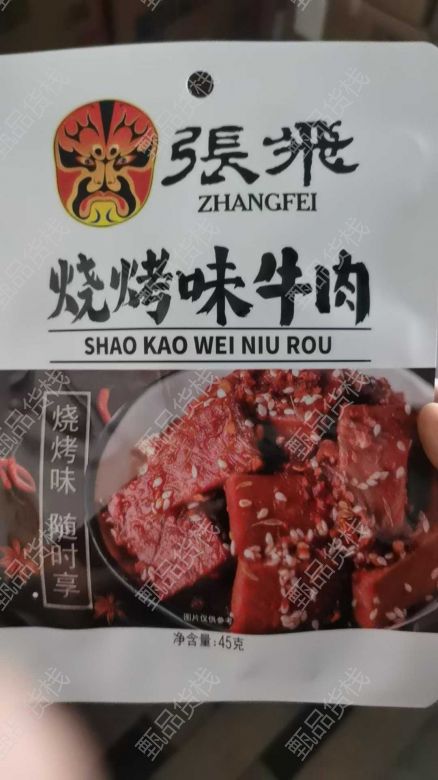 張飛
ZHANGFEI
烧烤味牛肉
SHAO KAO WEI NIU ROU
烧烤味 随时享
图片仅供参考
净含量:45克
甄品货栈